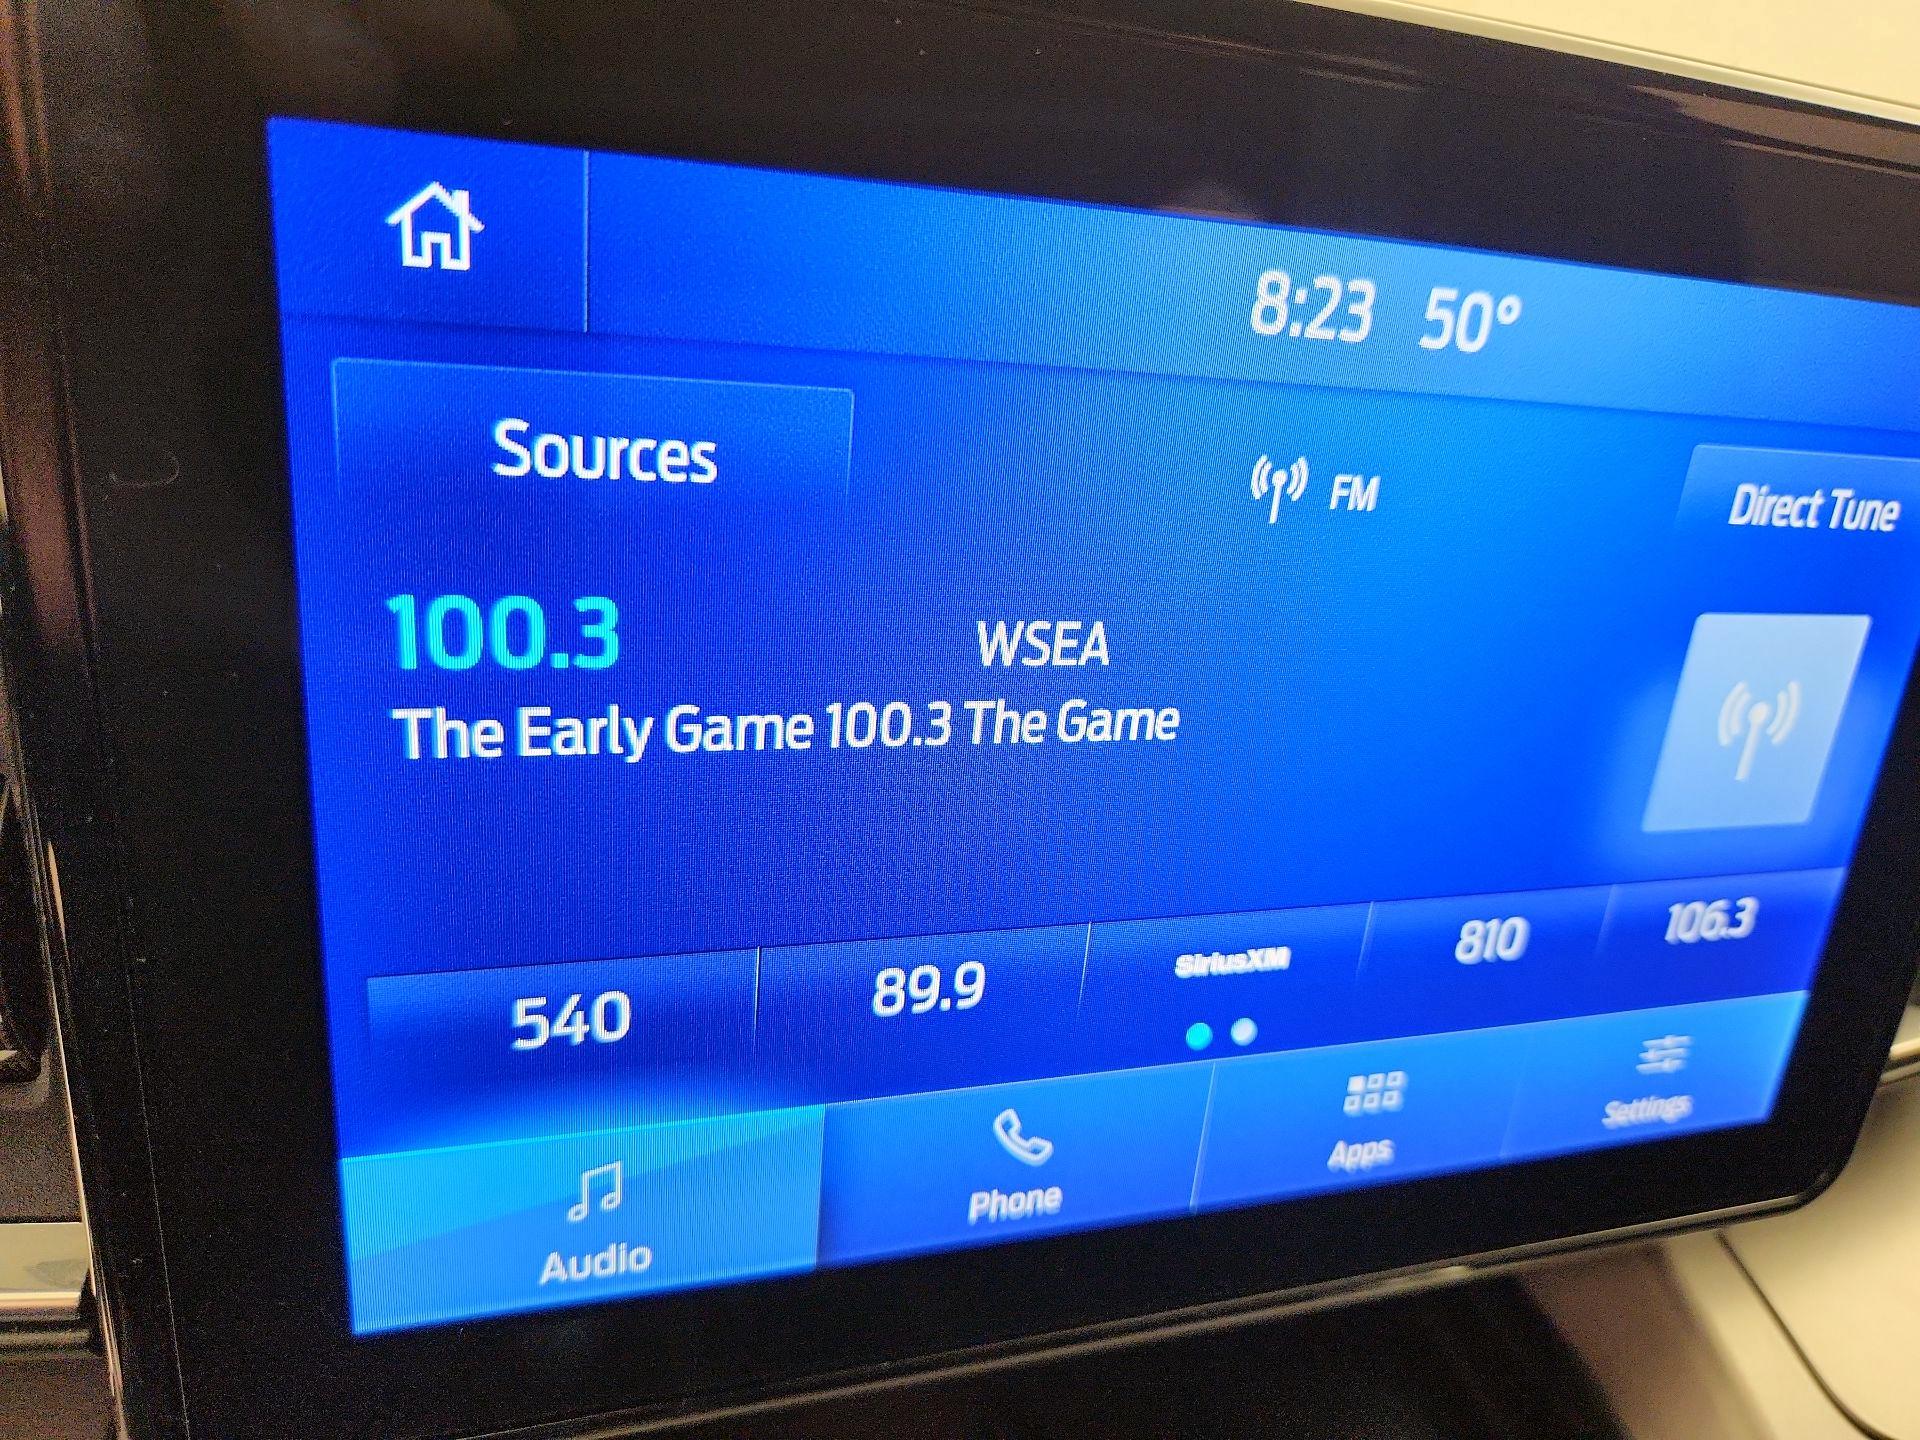 8:23 50°
Sources
FM
Direct Tune
100.3
WSEA
The Early Game 100.3 The Game
540
89.9
SiriusXM
810
106.3
Audio
Phone
Apps
Settings